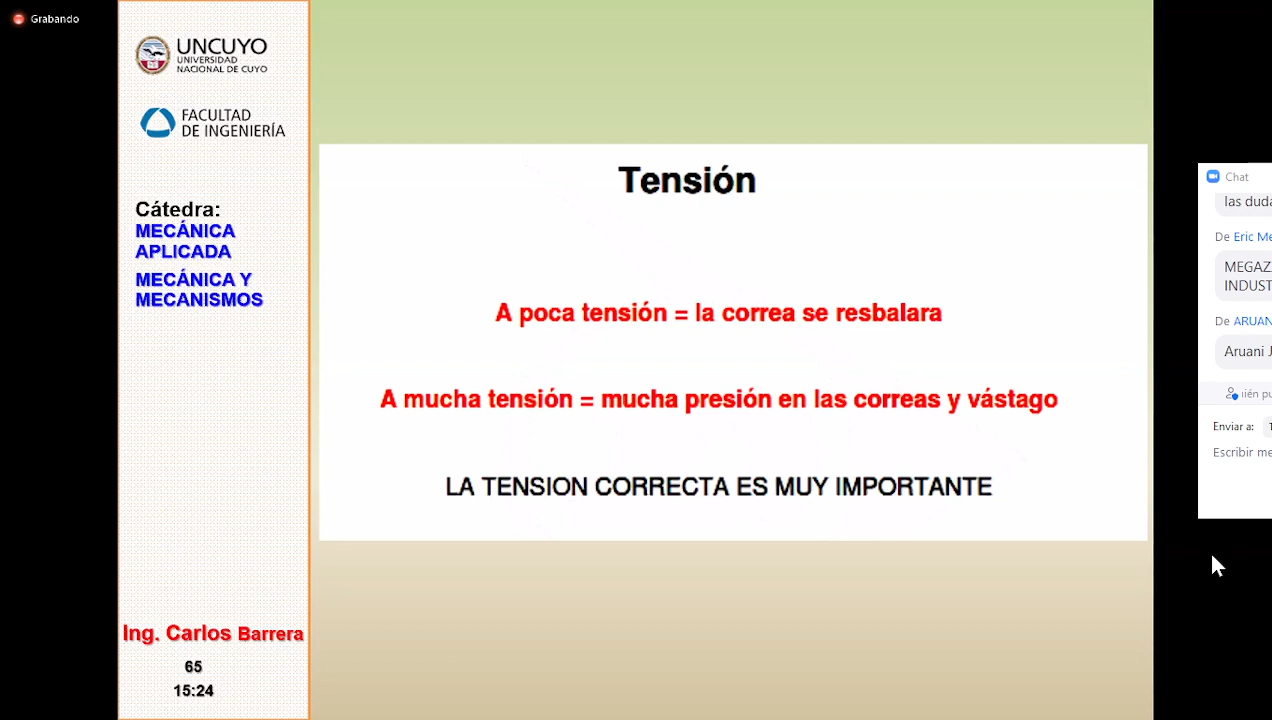 Grabando
UNCUYO
UNIVERSIDAD
NACIONAL DE CUYO
FACULTAD
DE INGENIERÍA
Cátedra:
MECÁNICA
APLICADA
MECÁNICA Y
MECANISMOS
Ing. Carlos Barrera
65
15:24
Tensión
A poca tensión = la correa se resbalara
A mucha tensión = mucha presión en las correas y vástago
LA TENSION CORRECTA ES MUY IMPORTANTE
Chat
las duda
De Eric Me
MEGAZ
INDUST
De ARUAN
Aruani J
iién pu
Enviar a: T
Escribir me